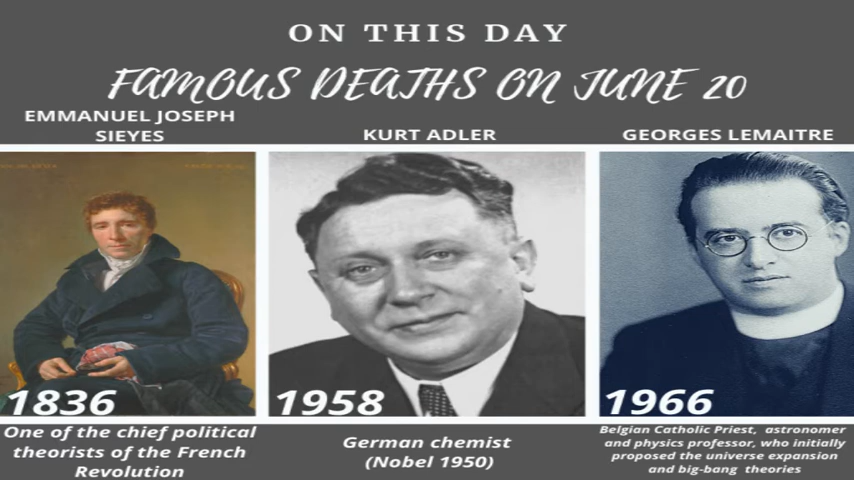 ON THIS DAY
FAMOUS DEATHS ON JUNE 20
EMMANUEL JOSEPH
SIEYES
KURT ADLER
GEORGES LEMAITRE
1836
1958
1966
One of the chief political
theorists of the French
Revolution
German chemist
(Nobel 1950)
Belgian Catholic Priest, astronomer
and physics professor, who initially
proposed the universe expansion
and big-bang theories